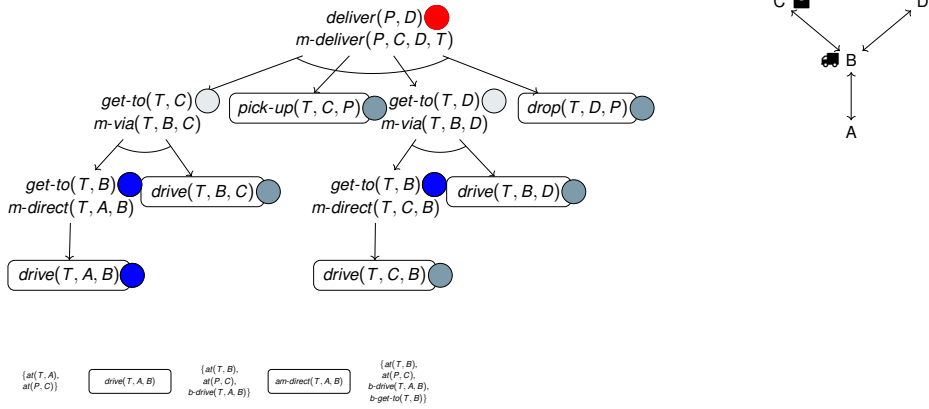 deliver(P, D)
m-deliver(P, C, D, T)
get-to(T, C)
m-via(T, B, C)
pick-up(T, C, P)
get-to(T, D)
m-via(T, B, D)
drop(T, D, P)
get-to(T, B)
m-direct(T, A, B)
drive(T, B, C)
get-to(T, B)
m-direct(T, C, B)
drive(T, B, D)
drive(T, A, B)
drive(T, C, B)
C
D
B
A
{at(T, A),
at(P, C)}
drive(T, A, B)
{at(T, B),
at(P, C),
b-drive(T, A, B)}
am-direct(T, A, B)
{at(T, B),
at(P, C),
b-drive(T, A, B),
b-get-to(T, B)}